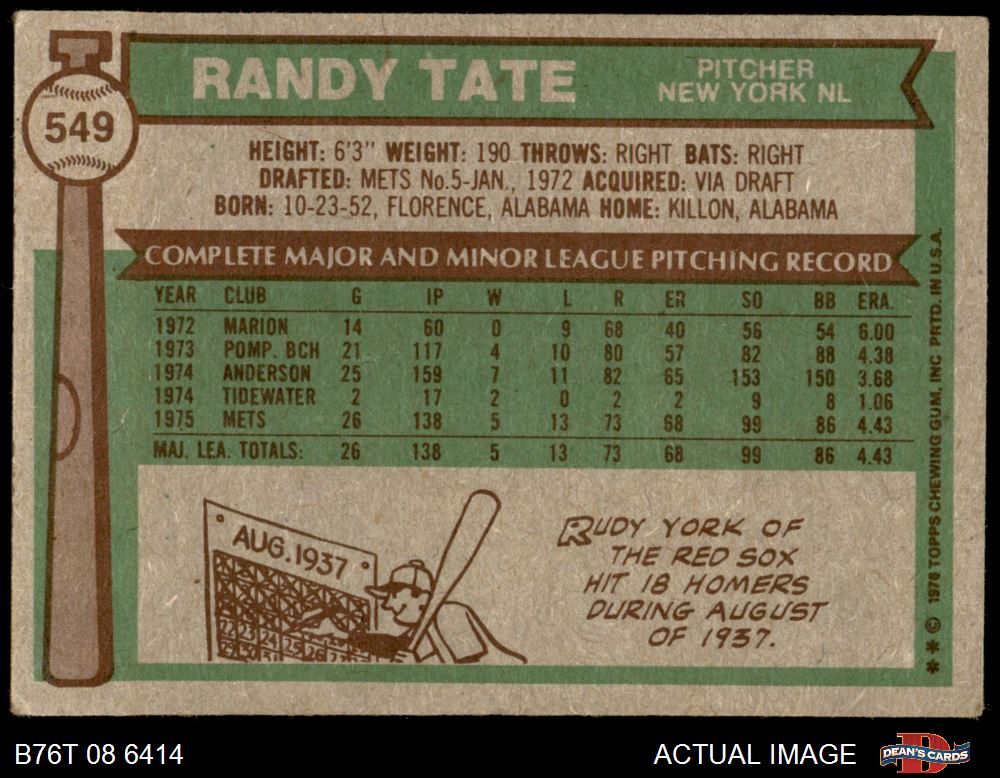 549
RANDY TATE
PITCHER
NEW YORK NL
HEIGHT: 6'3" WEIGHT: 190 THROWS: RIGHT BATS: RIGHT
DRAFTED: METS No.5-JAN., 1972 ACQUIRED: VIA DRAFT
BORN: 10-23-52, FLORENCE, ALABAMA HOME: KILLON, ALABAMA
COMPLETE MAJOR AND MINOR LEAGUE PITCHING RECORD
YEAR CLUB G IP W L R ER SO BB ERA.
1972 MARION 14 60 0 9 68 40 56 54 6.00
1973 POMP. BCH 21 117 4 10 80 57 82 88 4.38
1974 ANDERSON 25 159 7 11 82 65 153 150 3.68
1974 TIDEWATER 2 17 2 0 2 2 9 8 1.06
1975 METS 26 138 5 13 73 68 99 86 4.43
MAJ. LEA. TOTALS: 26 138 5 13 73 68 99 86 4.43
AUG. 1937
22 23 24 25 26
RUDY YORK OF
THE RED SOX
HIT 18 HOMERS
DURING AUGUST
OF 1937.
** © 1976 TOPPS CHEWING GUM, INC PRTD. IN U.S.A.
B76T 08 6414
ACTUAL IMAGE
DEAN'S CARDS